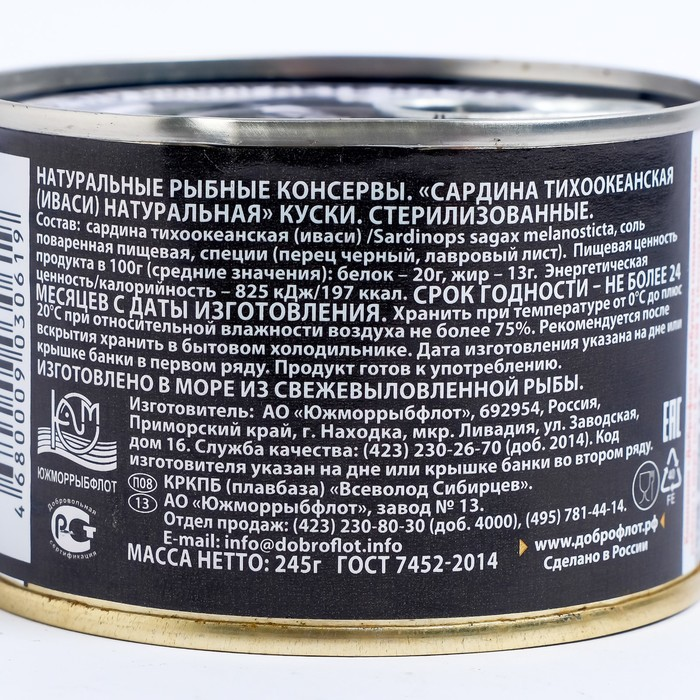 НАТУРАЛЬНЫЕ РЫБНЫЕ КОНСЕРВЫ. «САРДИНА ТИХООКЕАНСКАЯ
(ИВАСИ) НАТУРАЛЬНАЯ» КУСКИ. СТЕРИЛИЗОВАННЫЕ.
Состав: сардина тихоокеанская (иваси) /Sardinops sagax melanosticta, соль
поваренная пищевая, специи (перец черный, лавровый лист). Пищевая ценность
продукта в 100г (средние значения): белок – 20г, жир – 13г. Энергетическая
ценность/калорийность – 825 кДж/197 ккал. СРОК ГОДНОСТИ – НЕ БОЛЕЕ 24
МЕСЯЦЕВ С ДАТЫ ИЗГОТОВЛЕНИЯ. Хранить при температуре от 0°С до плюс
20°С при относительной влажности воздуха не более 75%. Рекомендуется после
вскрытия хранить в бытовом холодильнике. Дата изготовления указана на дне или
крышке банки в первом ряду. Продукт готов к употреблению.
ИЗГОТОВЛЕНО В МОРЕ ИЗ СВЕЖЕВЫЛОВЛЕННОЙ РЫБЫ.
Изготовитель: АО «Южморрыбфлот», 692954, Россия,
Приморский край, г. Находка, мкр. Ливадия, ул. Заводская,
дом 16. Служба качества: (423) 230-26-70 (доб. 2014). Код
изготовителя указан на дне или крышке банки во втором ряду.
П08 КРКПБ (плавбаза) «Всеволод Сибирцев».
13 АО «Южморрыбфлот», завод № 13.
Отдел продаж: (423) 230-80-30 (доб. 4000), (495) 781-44-14.
E-mail: info@dobroflot.info
www.доброфлот.рф
Сделано в России
МАССА НЕТТО: 245г ГОСТ 7452-2014
ЮЖМОРРЫБФЛОТ
Добровольная
РСТ
сертификация
4680009030619
EAC
FE